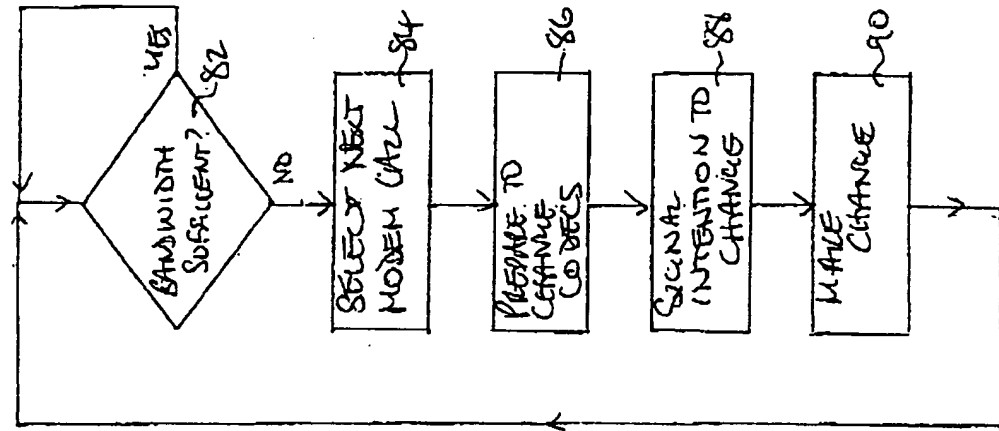 BANDWIDTH
SUFFICIENT?
82
YES
NO
SELECT NEXT
MODEM CALL
84
PREPARE TO
CHANGE
CODECS
86
SIGNAL
INTENTION TO
CHANGE
88
MAKE
CHANGE
90